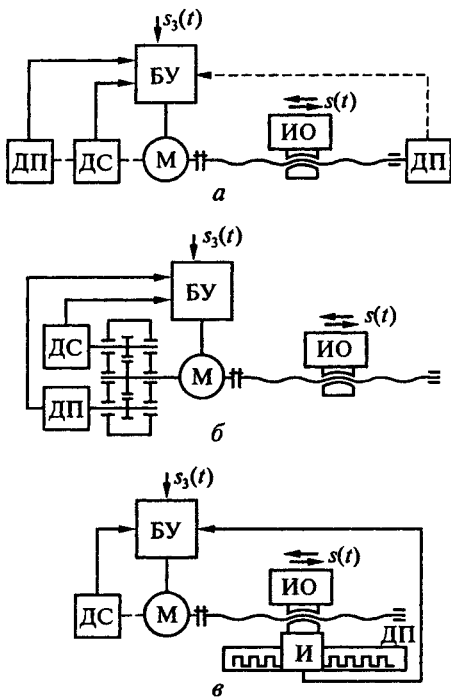 s₃(t)
БУ
s(t)
ИО
ДП
ДС
М
ДП
а
s₃(t)
БУ
s(t)
ДС
ИО
М
ДП
б
s₃(t)
БУ
s(t)
ИО
ДС
М
ДП
И
в